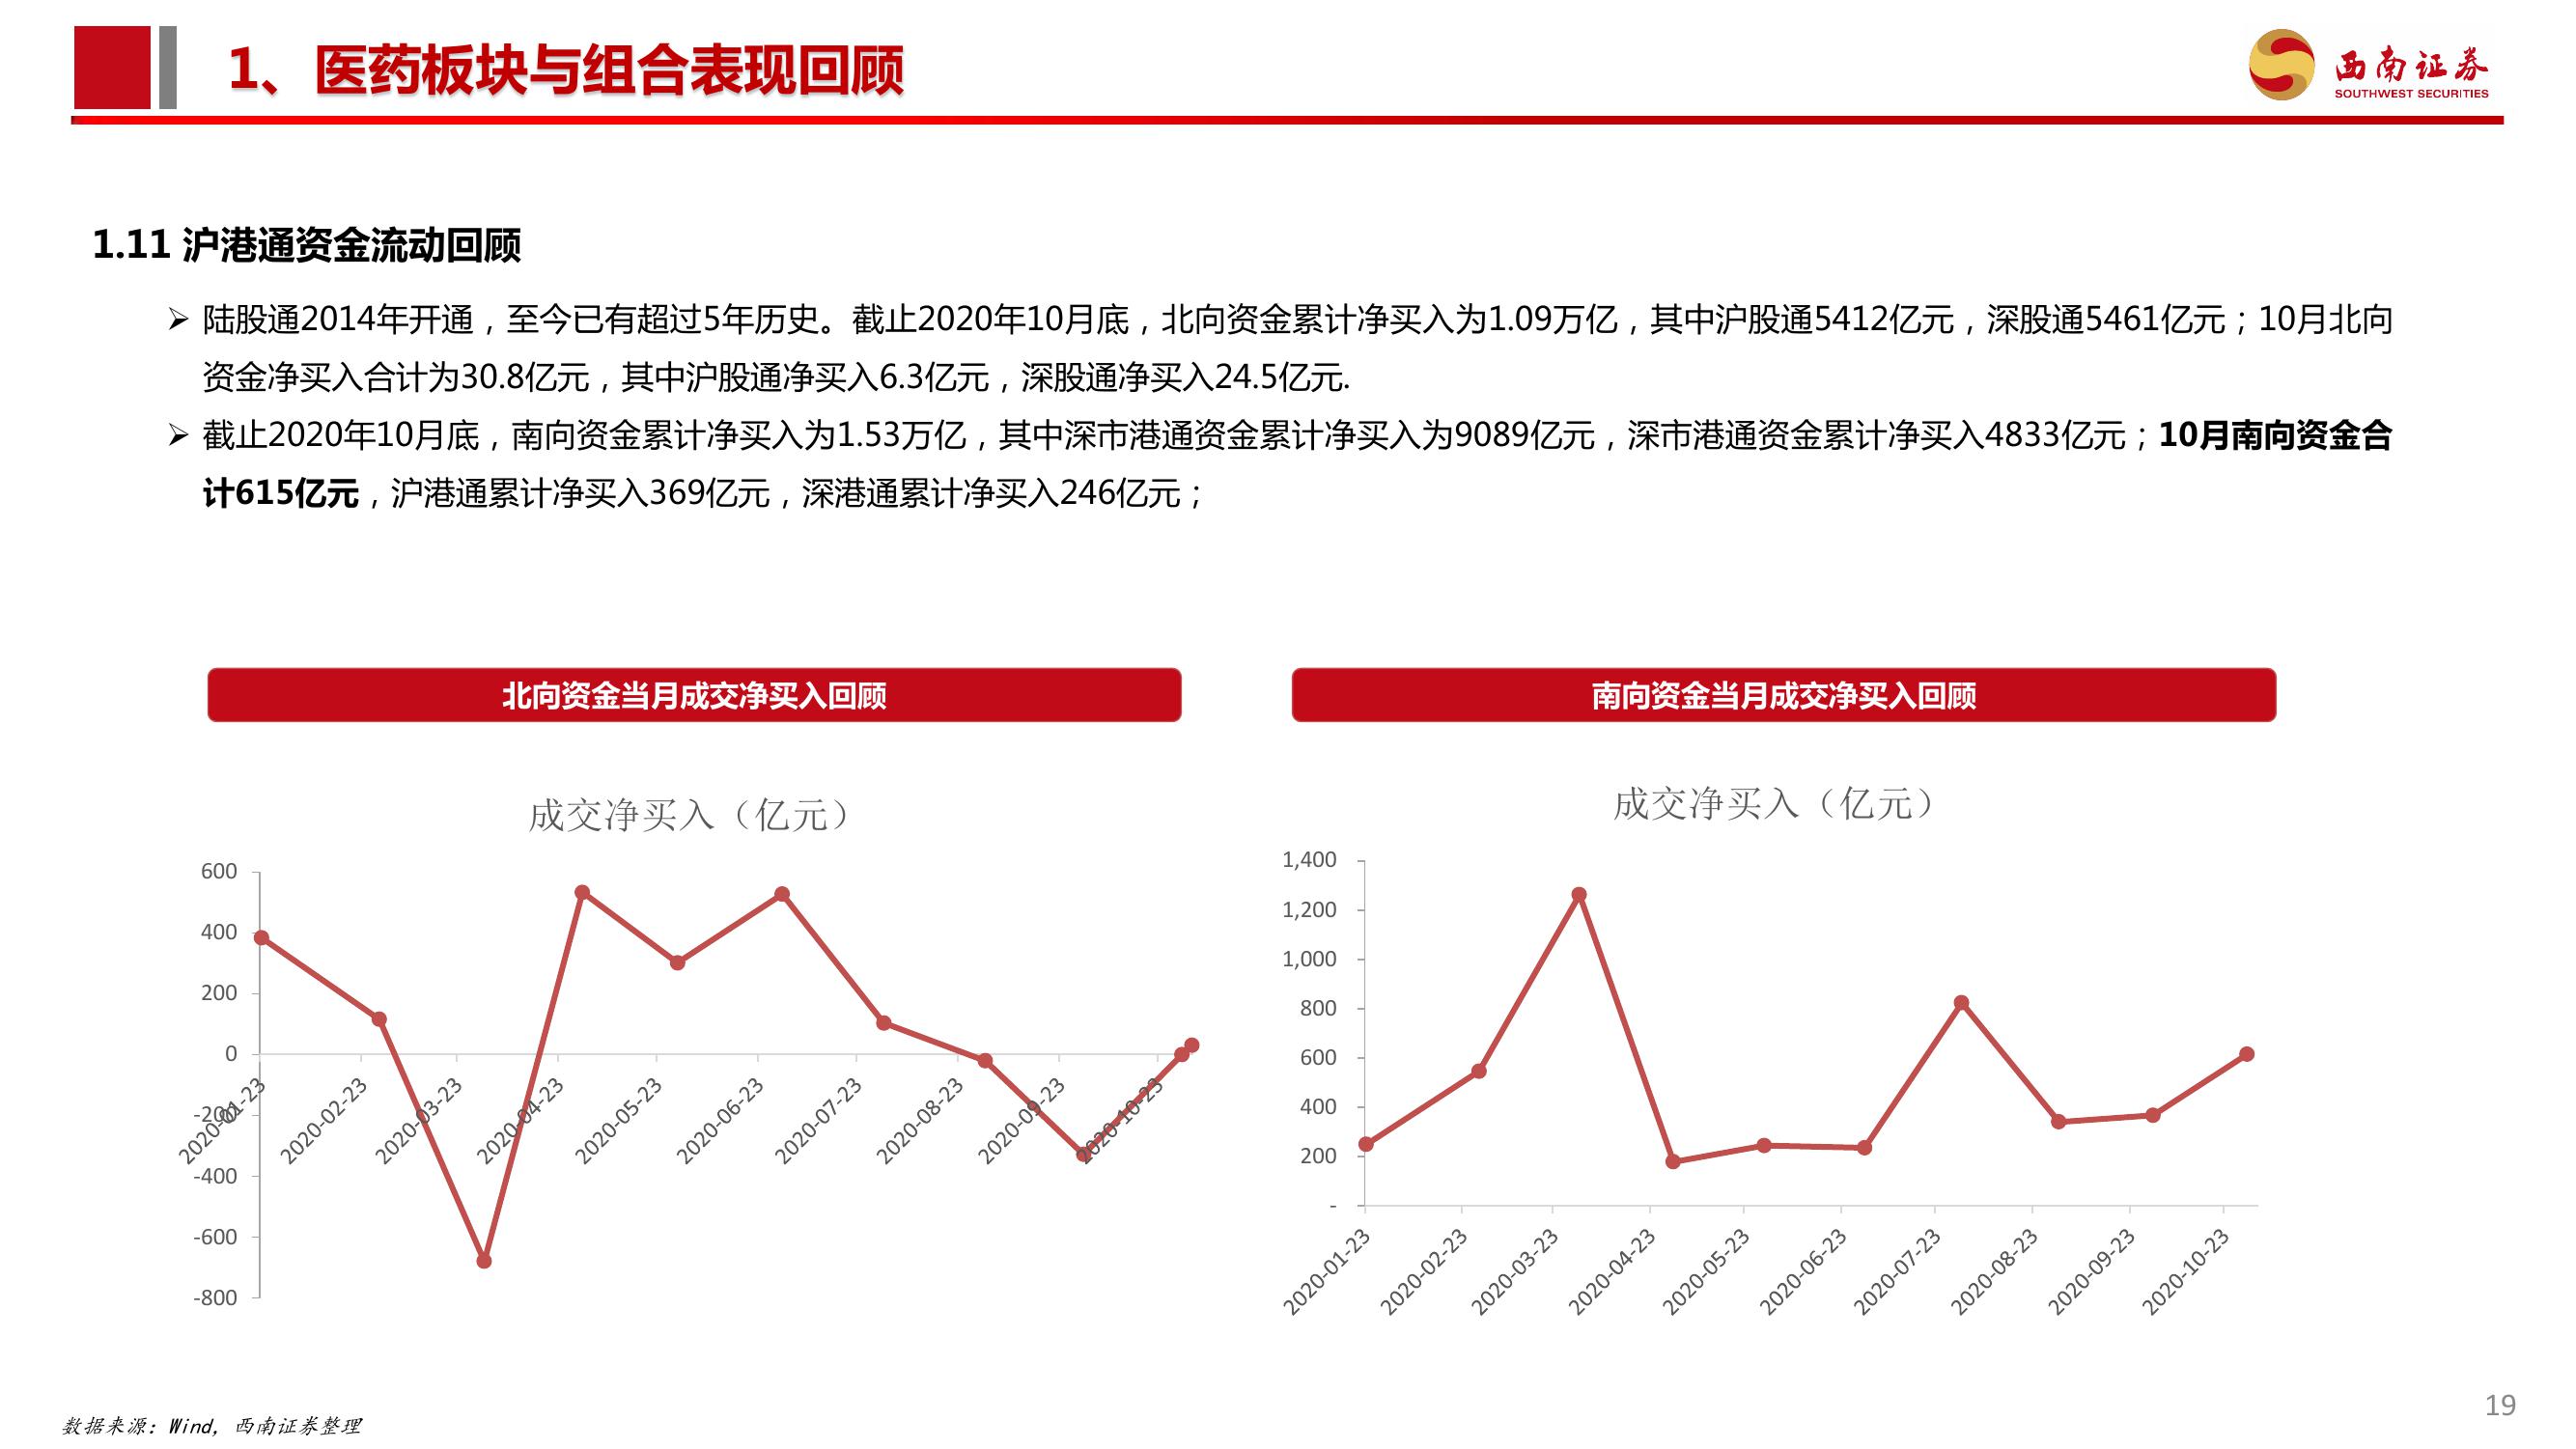 1、医药板块与组合表现回顾
西南证券
SOUTHWEST SECURITIES
1.11 沪港通资金流动回顾
➢ 陆股通2014年开通，至今已有超过5年历史。截止2020年10月底，北向资金累计净买入为1.09万亿，其中沪股通5412亿元，深股通5461亿元；10月北向
资金净买入合计为30.8亿元，其中沪股通净买入6.3亿元，深股通净买入24.5亿元.
➢ 截止2020年10月底，南向资金累计净买入为1.53万亿，其中深市港通资金累计净买入为9089亿元，深市港通资金累计净买入4833亿元；10月南向资金合
计615亿元，沪港通累计净买入369亿元，深港通累计净买入246亿元；
北向资金当月成交净买入回顾
成交净买入（亿元）
600
400
200
0
-200
-400
-600
-800
2020-01-23
2020-02-23
2020-03-23
2020-04-23
2020-05-23
2020-06-23
2020-07-23
2020-08-23
2020-09-23
2020-10-23
南向资金当月成交净买入回顾
成交净买入（亿元）
1,400
1,200
1,000
800
600
400
200
-
2020-01-23
2020-02-23
2020-03-23
2020-04-23
2020-05-23
2020-06-23
2020-07-23
2020-08-23
2020-09-23
2020-10-23
数据来源：Wind，西南证券整理
19